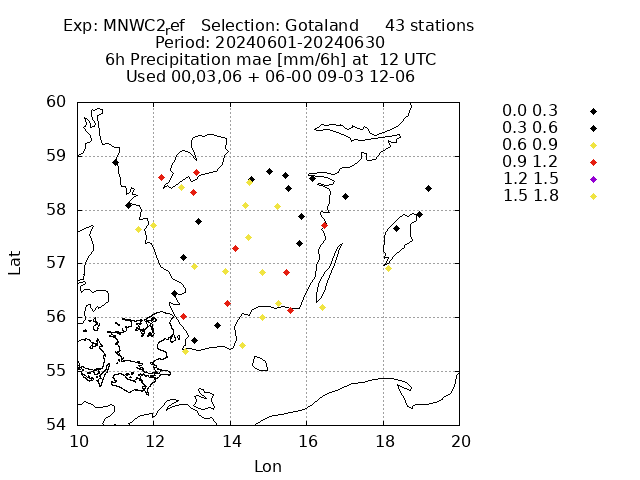 Exp: MNWC2ref   Selection: Gotaland     43 stations
Period: 20240601-20240630
6h Precipitation mae [mm/6h] at  12 UTC
Used 00,03,06 + 06-00 09-03 12-06
60
59
58
57
56
55
54
Lat
10 12 14 16 18 20
Lon
0.0 0.3
0.3 0.6
0.6 0.9
0.9 1.2
1.2 1.5
1.5 1.8